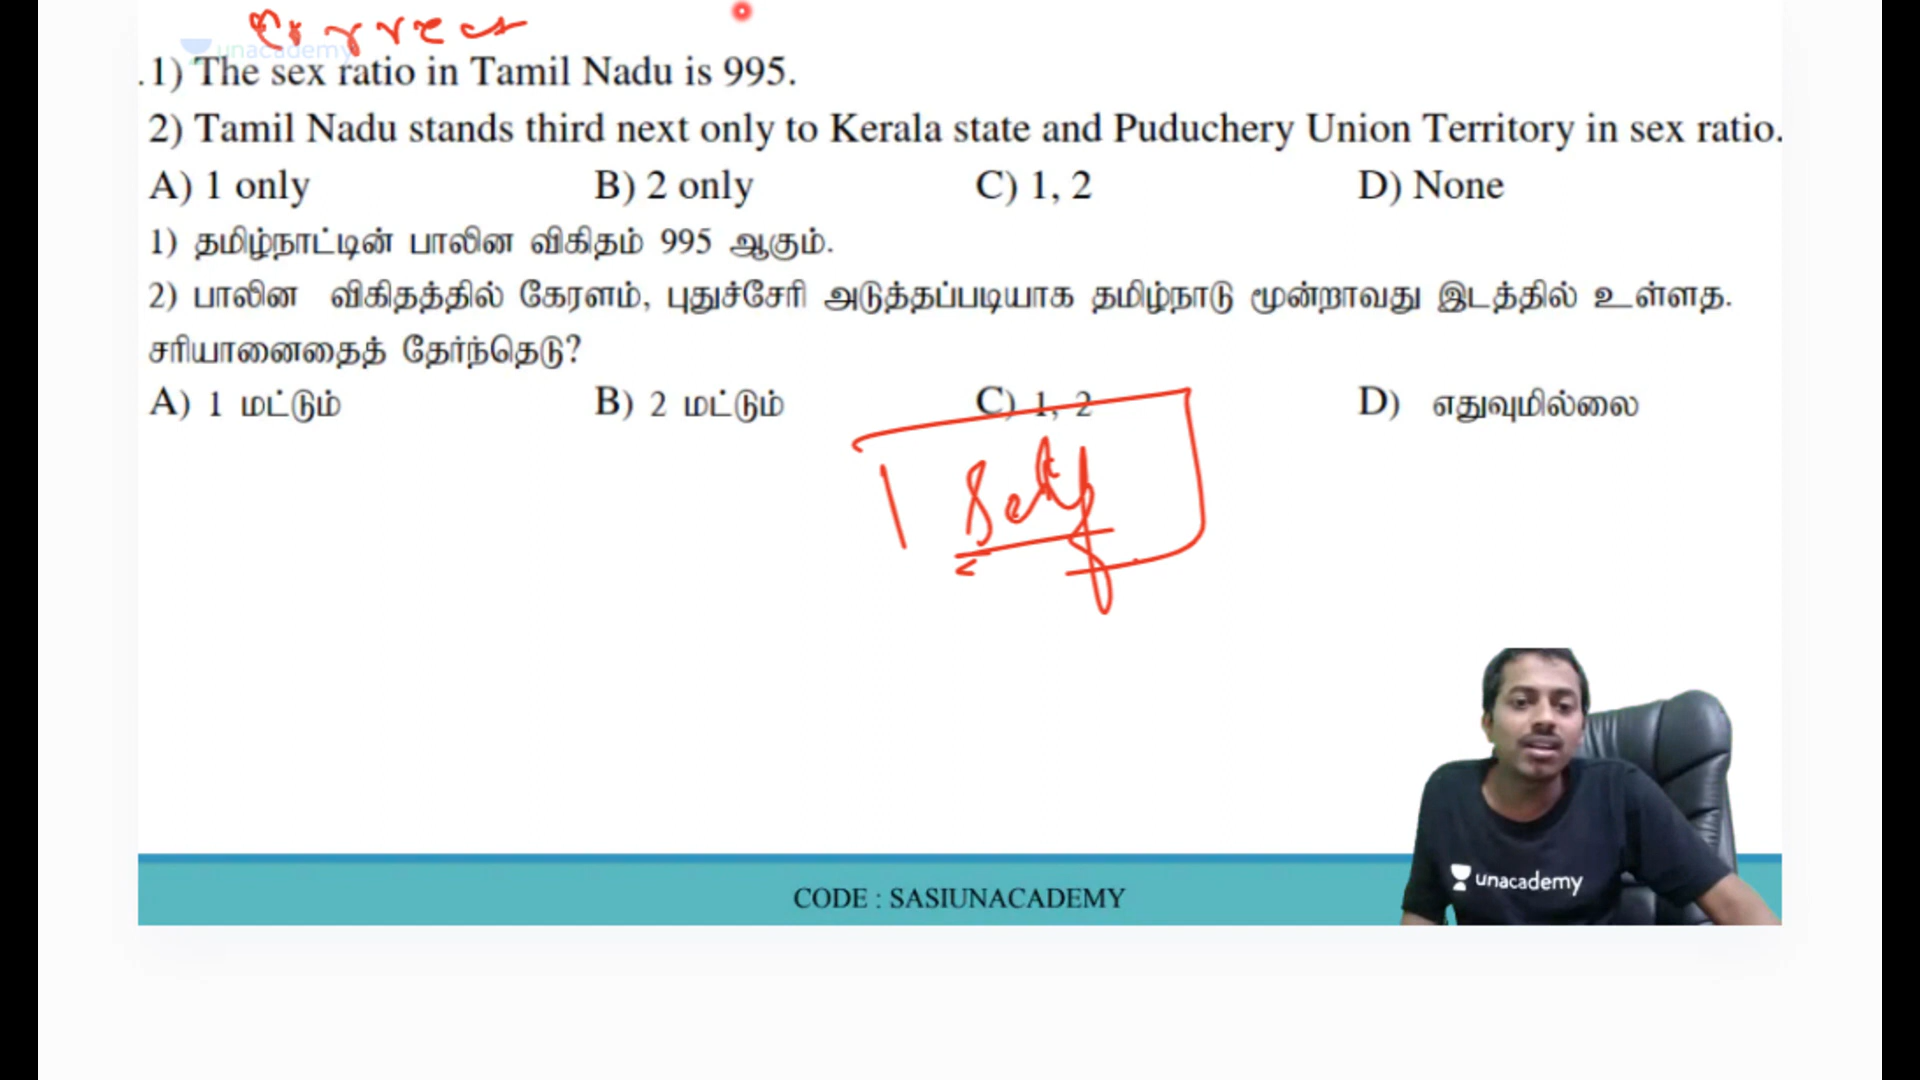 Correct
unacademy
.1) The sex ratio in Tamil Nadu is 995.
2) Tamil Nadu stands third next only to Kerala state and Puduchery Union Territory in sex ratio.
A) 1 only B) 2 only C) 1, 2 D) None
1) தமிழ்நாட்டின் பாலின விகிதம் 995 ஆகும்.
2) பாலின விகிதத்தில் கேரளம், புதுச்சேரி அடுத்தப்படியாக தமிழ்நாடு மூன்றாவது இடத்தில் உள்ளத.
சரியானைதைத் தேர்ந்தெடு?
A) 1 மட்டும் B) 2 மட்டும் C) 1, 2 D) எதுவுமில்லை
Self
unacademy
CODE : SASIUNACADEMY